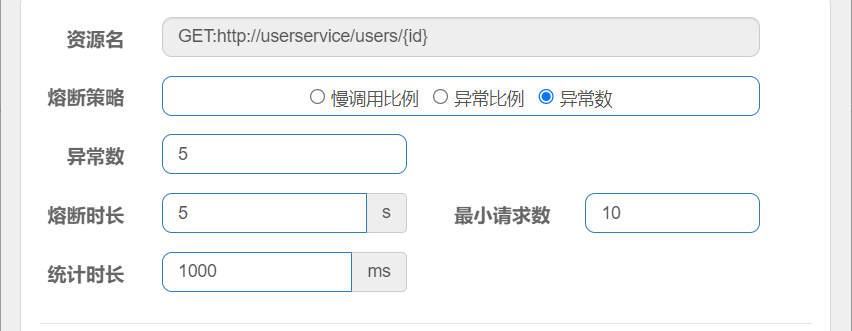 资源名 GET:http://userservice/users/{id}
熔断策略 慢调用比例 异常比例 异常数
异常数 5
熔断时长 5 s 最小请求数 10
统计时长 1000 ms